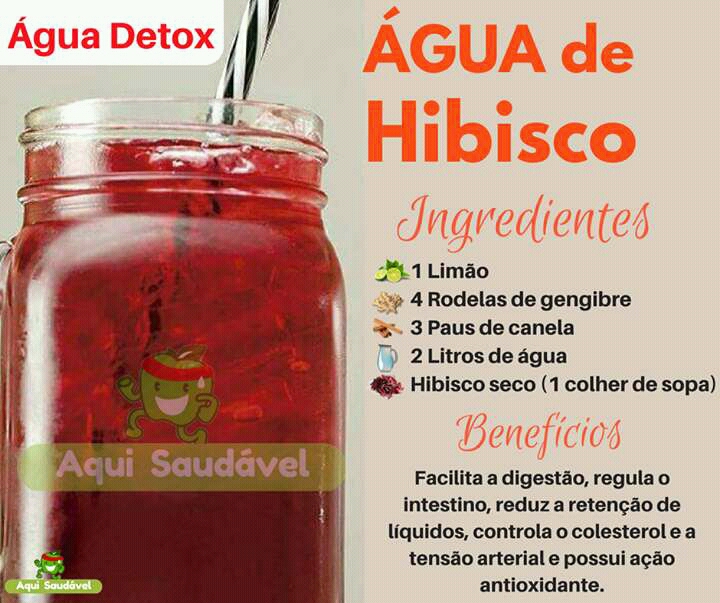 Água Detox
ÁGUA de
Hibisco
Ingredientes
1 Limão
4 Rodelas de gengibre
3 Paus de canela
2 Litros de água
Hibisco seco (1 colher de sopa)
Benefícios
Facilita a digestão, regula o
intestino, reduz a retenção de
líquidos, controla o colesterol e a
tensão arterial e possui ação
antioxidante.
Aqui Saudável
Aqui Saudável